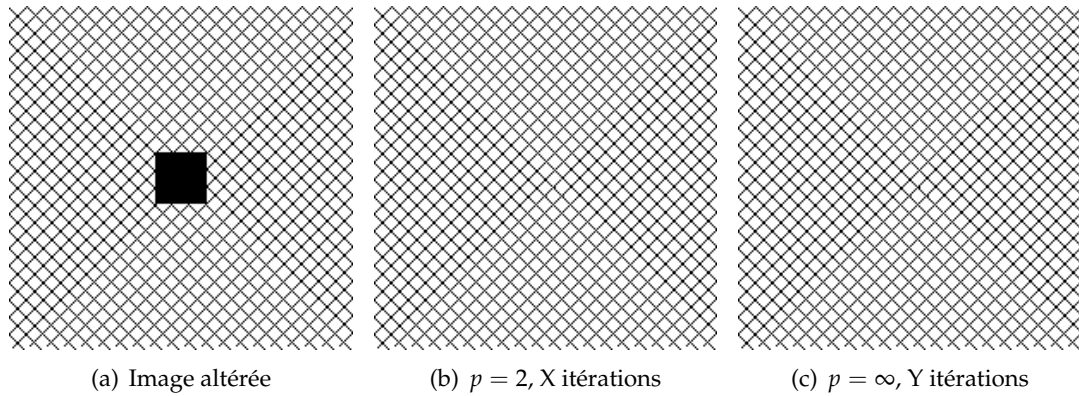 (a) Image altérée
(b) p = 2, X itérations
(c) p = ∞, Y itérations